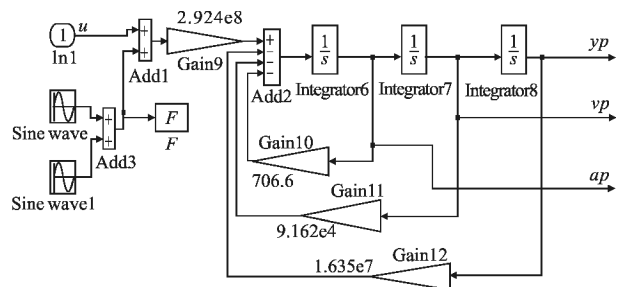 2.924e8
1 u
ln1
+
+
Add1
Gain9
+
−
−
−
Add2
1
s
Integrator6
1
s
Integrator7
1
s
Integrator8
yp
vp
ap
Sine wave
+
+
Add3
F
F
Sine wave1
Gain10
706.6
Gain11
9.162e4
Gain12
1.635e7